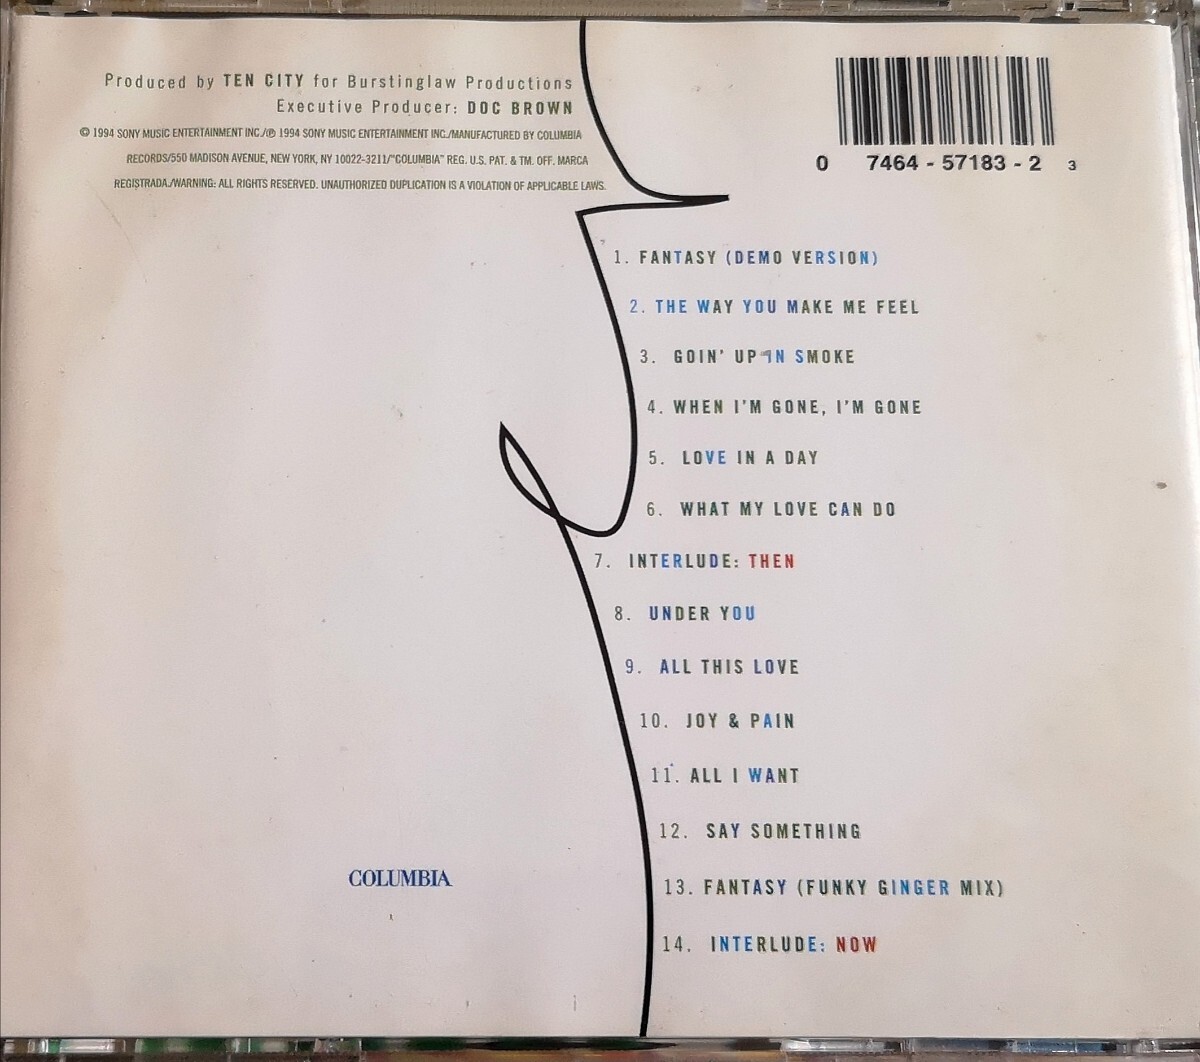 Produced by TEN CITY for Burstinglaw Productions
Executive Producer: DOC BROWN
© 1994 SONY MUSIC ENTERTAINMENT INC./℗ 1994 SONY MUSIC ENTERTAINMENT INC./MANUFACTURED BY COLUMBIA
RECORDS/550 MADISON AVENUE, NEW YORK, NY 10022-3211/"COLUMBIA" REG. U.S. PAT. & TM. OFF. MARCA
REGISTRADA./WARNING: ALL RIGHTS RESERVED. UNAUTHORIZED DUPLICATION IS A VIOLATION OF APPLICABLE LAWS.
0 7464 - 57183 - 2 3
1. FANTASY (DEMO VERSION)
2. THE WAY YOU MAKE ME FEEL
3. GOIN' UP IN SMOKE
4. WHEN I'M GONE, I'M GONE
5. LOVE IN A DAY
6. WHAT MY LOVE CAN DO
7. INTERLUDE: THEN
8. UNDER YOU
9. ALL THIS LOVE
10. JOY & PAIN
11. ALL I WANT
12. SAY SOMETHING
13. FANTASY (FUNKY GINGER MIX)
14. INTERLUDE: NOW
COLUMBIA